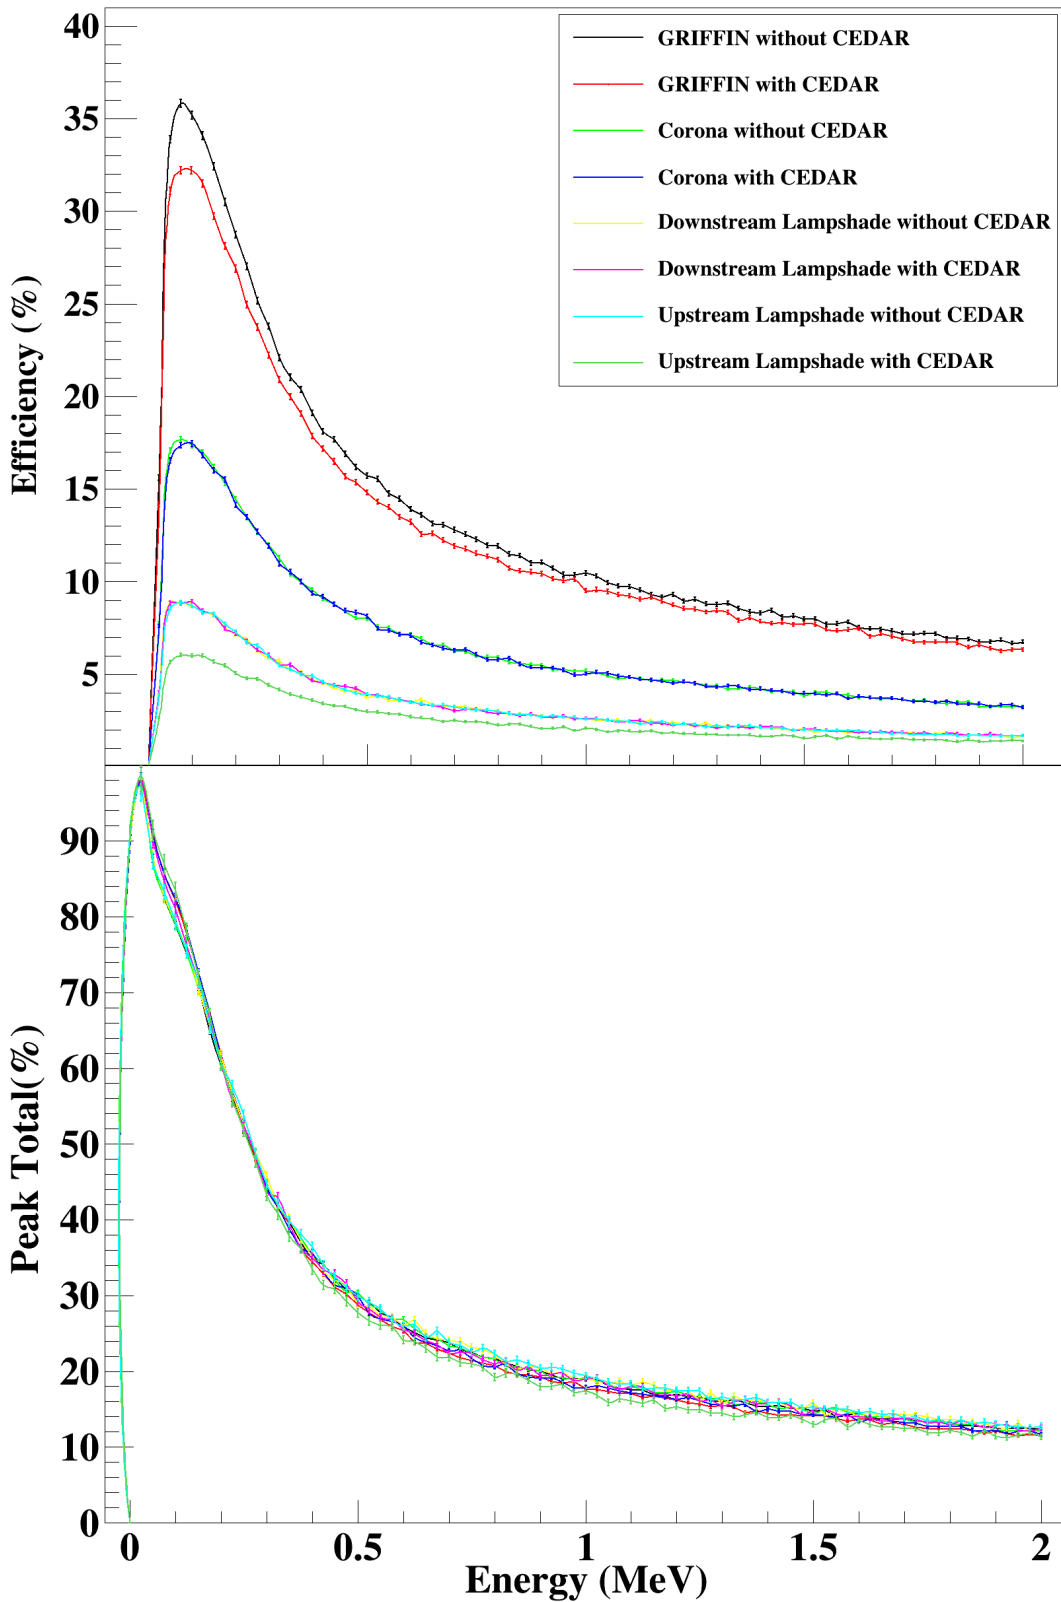 40
35
30
25
20
15
10
5
Efficiency (%)
GRIFFIN without CEDAR
GRIFFIN with CEDAR
Corona without CEDAR
Corona with CEDAR
Downstream Lampshade without CEDAR
Downstream Lampshade with CEDAR
Upstream Lampshade without CEDAR
Upstream Lampshade with CEDAR
90
80
70
60
50
40
30
20
10
0
Peak Total(%)
0 0.5 1 1.5 2
Energy (MeV)